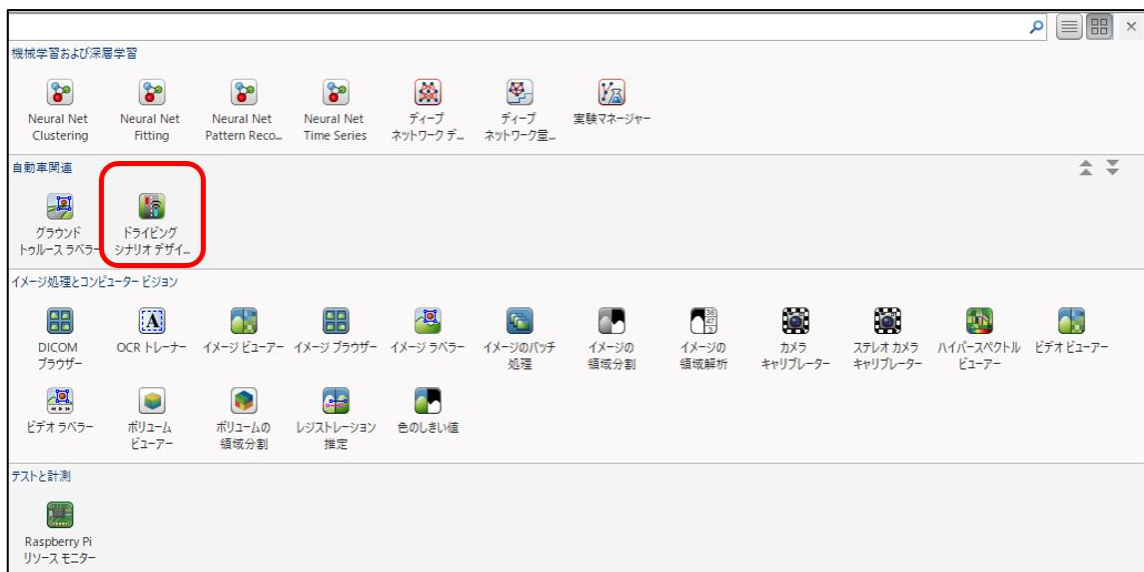 機械学習および深層学習
Neural Net
Clustering
Neural Net
Fitting
Neural Net
Pattern Reco...
Neural Net
Time Series
ディープ
ネットワーク デ...
ディープ
ネットワーク量...
実験マネージャー
自動車関連
グラウンド
トゥルース ラベラー
ドライビング
シナリオ デザイ...
イメージ処理とコンピューター ビジョン
DICOM
ブラウザー
OCR トレーナー
イメージ ビューアー
イメージ ブラウザー
イメージ ラベラー
イメージのバッチ
処理
イメージの
領域分割
イメージの
領域解析
カメラ
キャリブレーター
ステレオ カメラ
キャリブレーター
ハイパースペクトル
ビューアー
ビデオ ビューアー
ビデオ ラベラー
ボリューム
ビューアー
ボリュームの
領域分割
レジストレーション
推定
色のしきい値
テストと計測
Raspberry Pi
リソース モニター